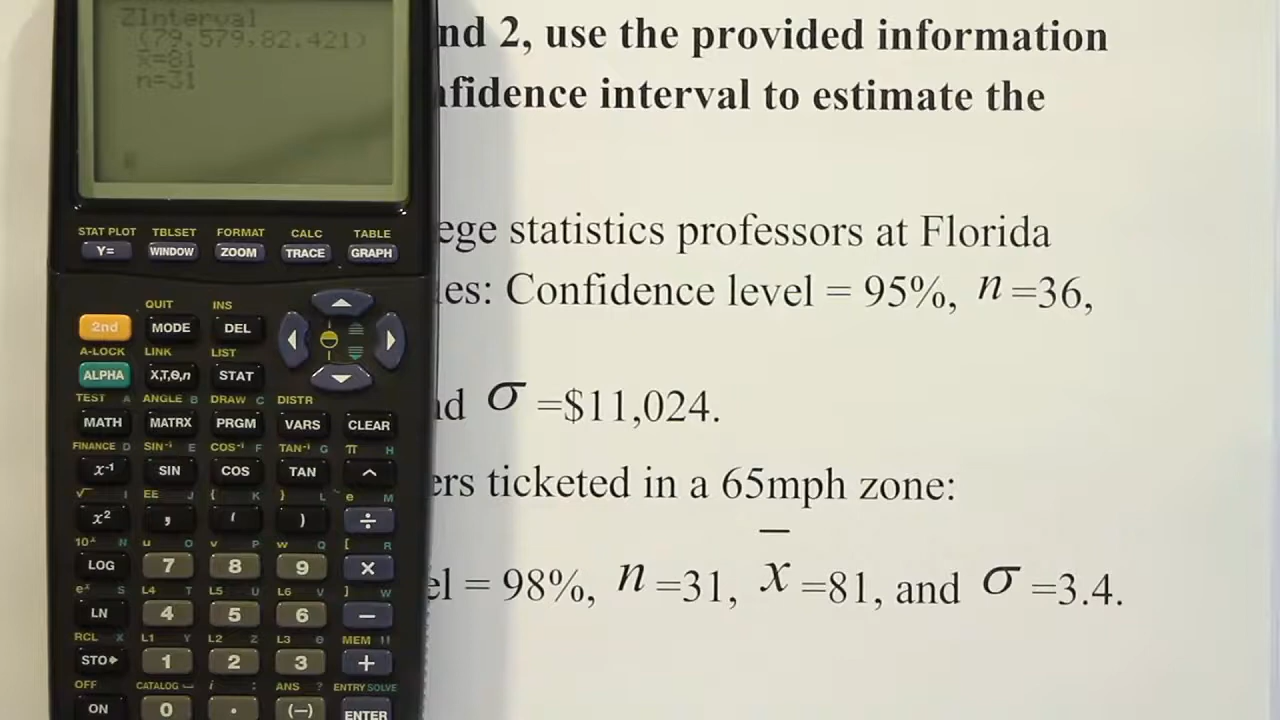 ZInterval
(79.579,82.421)
x̄=81
n=31
nd 2, use the provided information
nfidence interval to estimate the
ege statistics professors at Florida
les: Confidence level = 95%, n =36,
nd σ =$11,024.
ers ticketed in a 65mph zone:
el = 98%, n =31, x̄ =81, and σ =3.4.
STAT PLOT TBLSET FORMAT CALC TABLE
Y= WINDOW ZOOM TRACE GRAPH
QUIT INS
2nd MODE DEL
A-LOCK LINK LIST
ALPHA X,T,Θ,n STAT
TEST A ANGLE B DRAW C DISTR
MATH MATRX PRGM VARS CLEAR
FINANCE D SIN⁻¹ E COS⁻¹ F TAN⁻¹ G π H
x⁻¹ SIN COS TAN ^
√ I EE J { K } L e M
x² , ( ) ÷
10ˣ N u O v P w Q [ R
LOG 7 8 9 ×
eˣ S L4 T L5 U L6 V ] W
LN 4 5 6 −
RCL X L1 Y L2 Z L3 θ MEM "
STO▸ 1 2 3 +
OFF CATALOG i : ANS ? ENTRY SOLVE
ON 0 . (−) ENTER